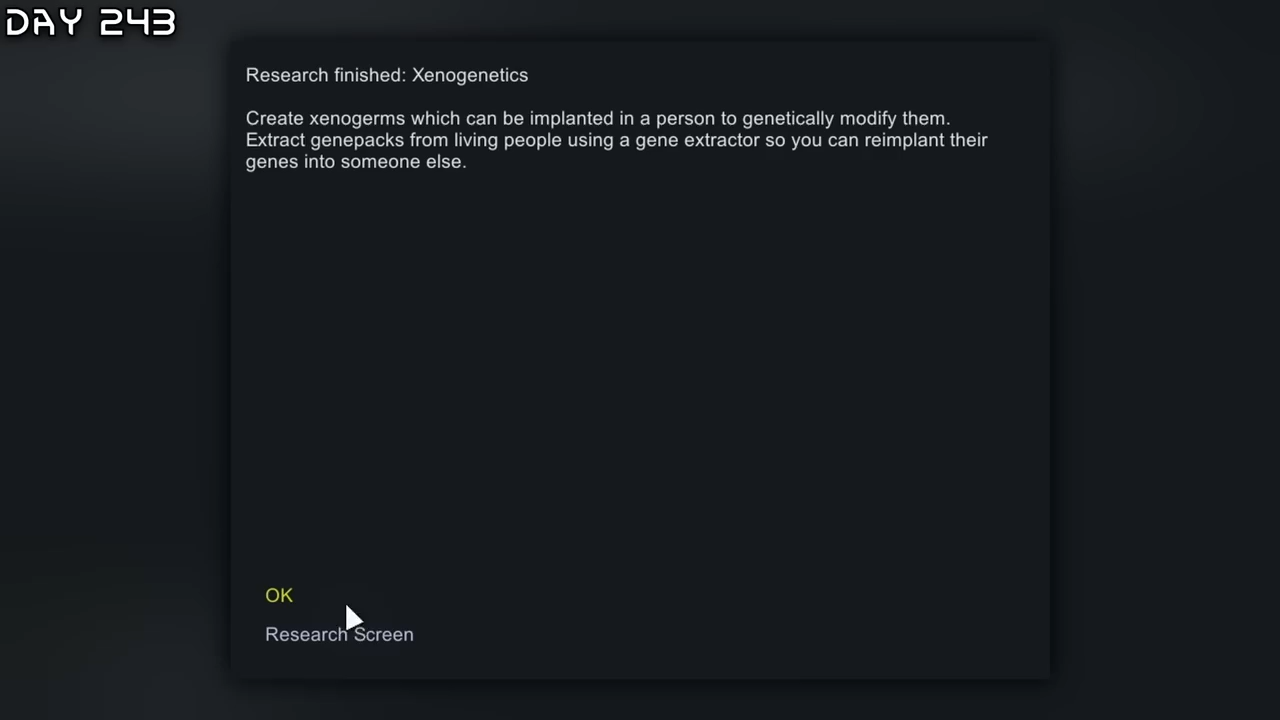 DAY 243
Research finished: Xenogenetics
Create xenogerms which can be implanted in a person to genetically modify them.
Extract genepacks from living people using a gene extractor so you can reimplant their
genes into someone else.
OK
Research Screen